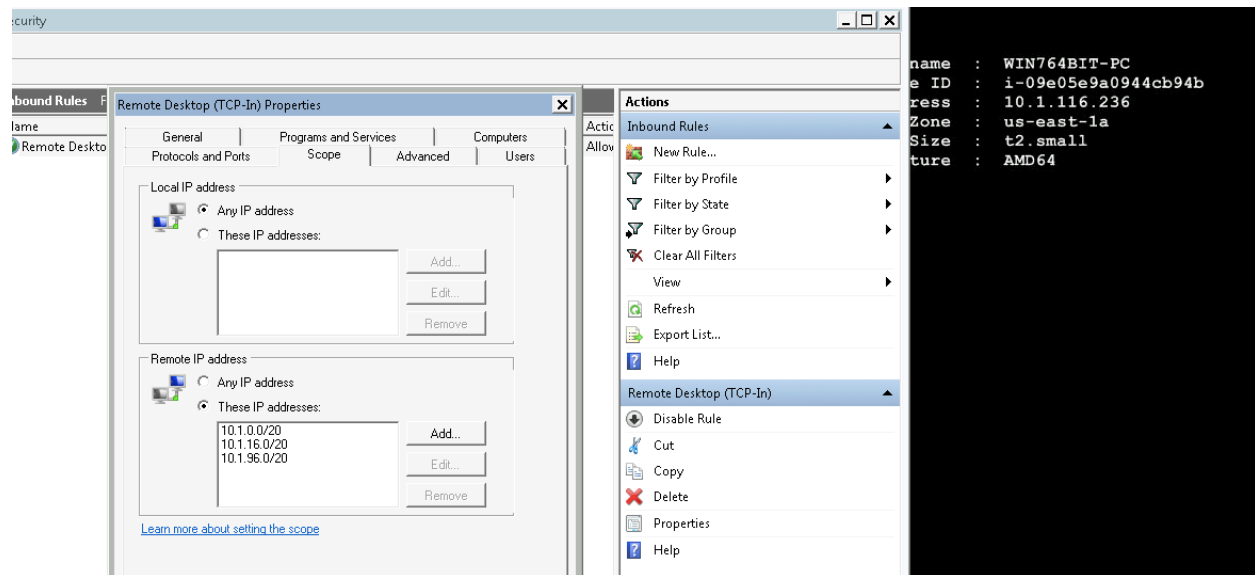 curity
Inbound Rules F
Name
Remote Deskto
Remote Desktop (TCP-In) Properties
General
Programs and Services
Computers
Protocols and Ports
Scope
Advanced
Users
Local IP address
Any IP address
These IP addresses:
Add...
Edit...
Remove
Remote IP address
Any IP address
These IP addresses:
10.1.0.0/20
10.1.16.0/20
10.1.96.0/20
Add...
Edit...
Remove
Learn more about setting the scope
Actic
Allov
Actions
Inbound Rules
New Rule...
Filter by Profile
Filter by State
Filter by Group
Clear All Filters
View
Refresh
Export List...
Help
Remote Desktop (TCP-In)
Disable Rule
Cut
Copy
Delete
Properties
Help
name : WIN764BIT-PC
e ID : i-09e05e9a0944cb94b
ress : 10.1.116.236
Zone : us-east-1a
Size : t2.small
ture : AMD64